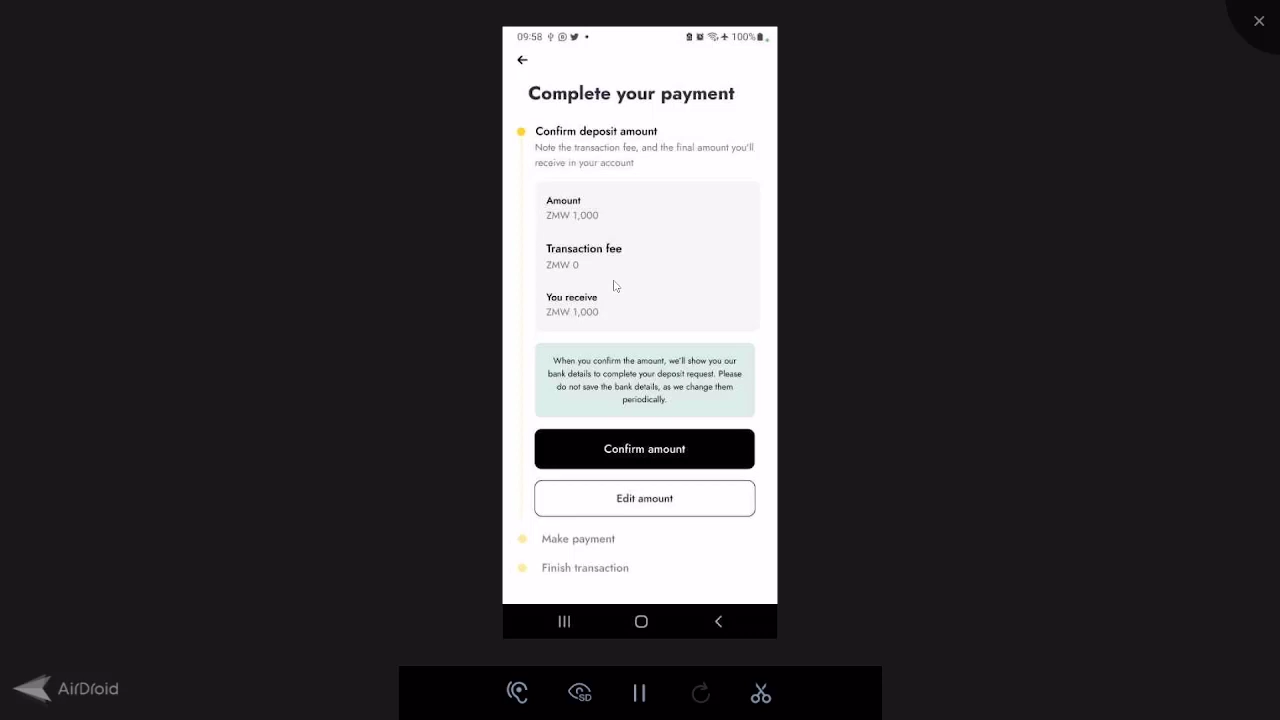 09:58
100%
Complete your payment
Confirm deposit amount
Note the transaction fee, and the final amount you'll
receive in your account
Amount
ZMW 1,000
Transaction fee
ZMW 0
You receive
ZMW 1,000
When you confirm the amount, we'll show you our
bank details to complete your deposit request. Please
do not save the bank details, as we change them
periodically.
Confirm amount
Edit amount
Make payment
Finish transaction
AirDroid
SD